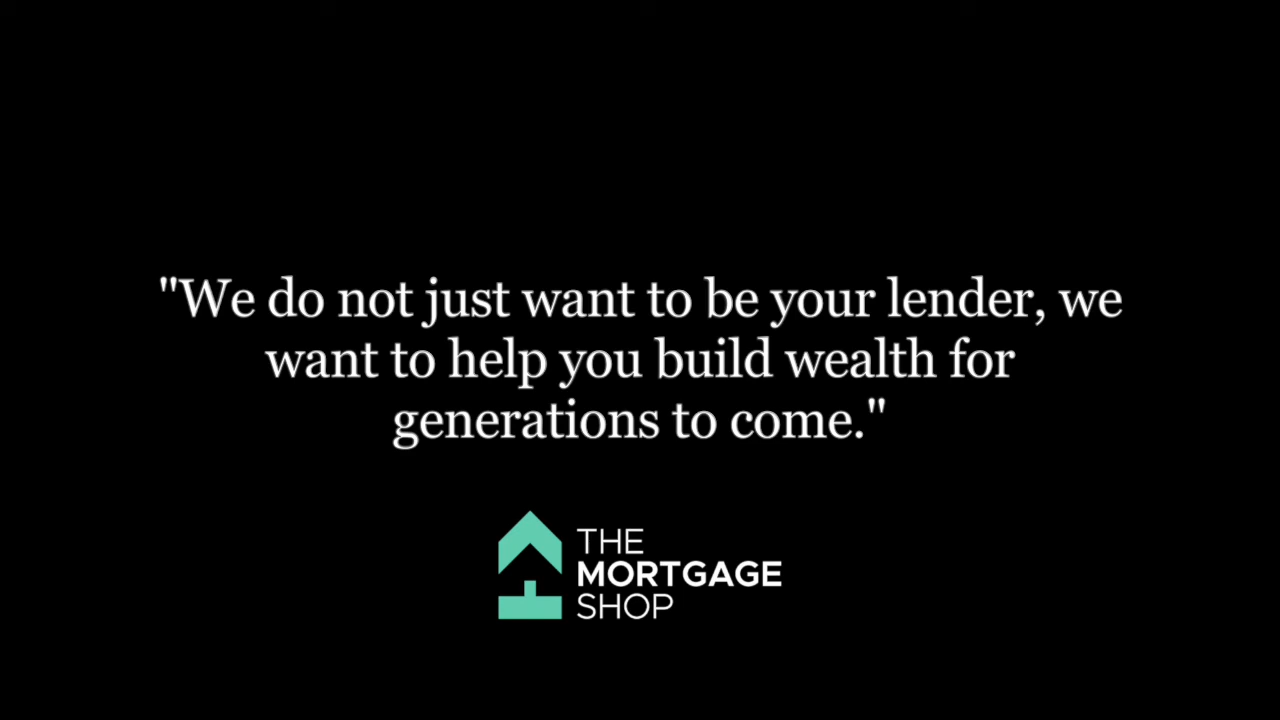 "We do not just want to be your lender, we
want to help you build wealth for
generations to come."
THE
MORTGAGE
SHOP